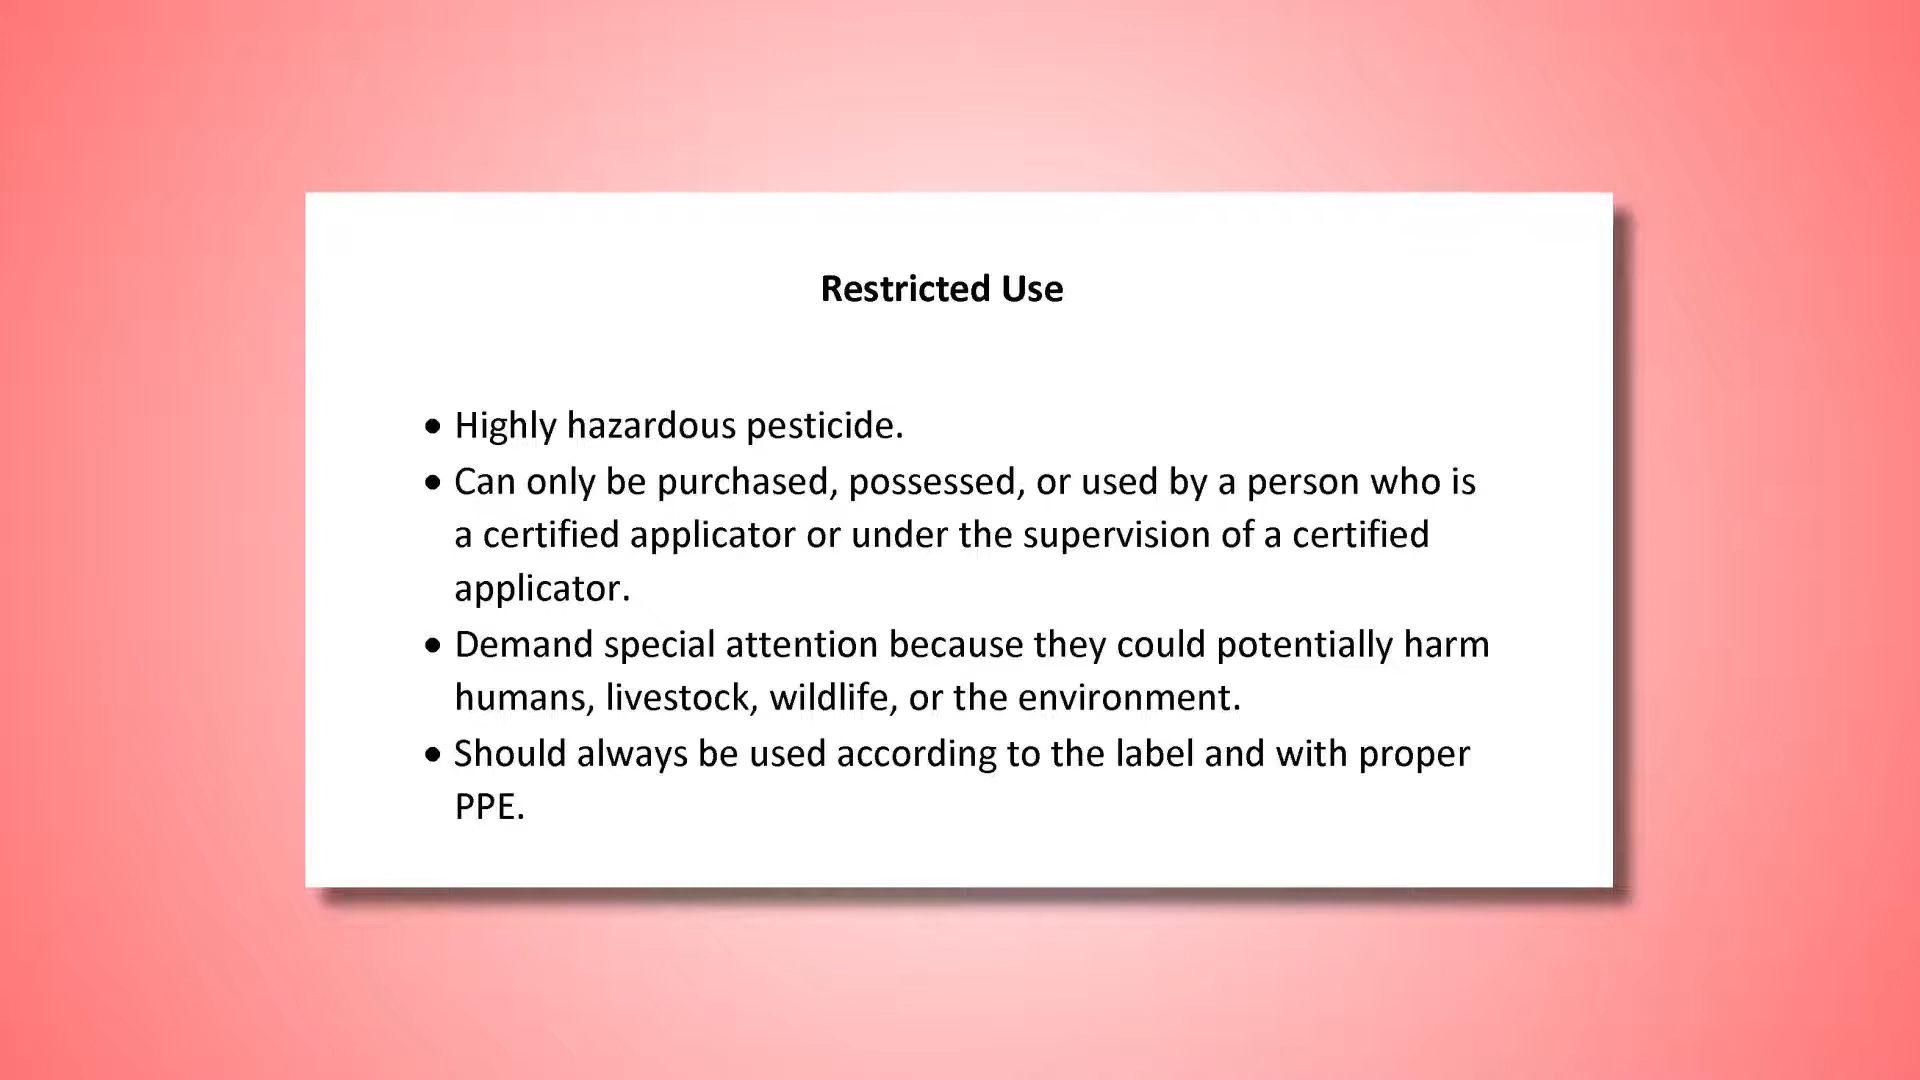 Restricted Use
• Highly hazardous pesticide.
• Can only be purchased, possessed, or used by a person who is
a certified applicator or under the supervision of a certified
applicator.
• Demand special attention because they could potentially harm
humans, livestock, wildlife, or the environment.
• Should always be used according to the label and with proper
PPE.